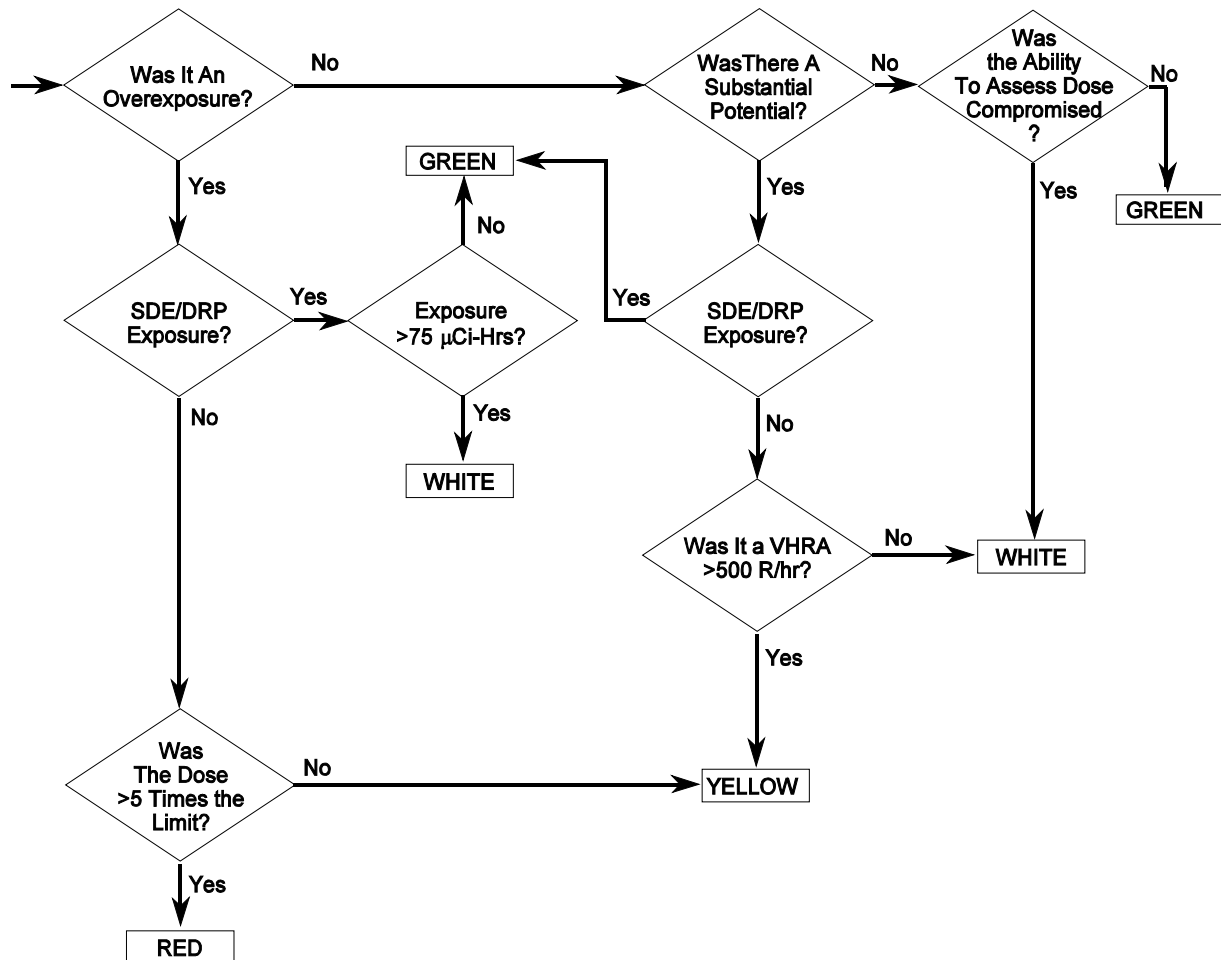 Was It An
Overexposure?
No
WasThere A
Substantial
Potential?
No
Was
the Ability
To Assess Dose
Compromised
?
No
GREEN
Yes
GREEN
Yes
Yes
No
SDE/DRP
Exposure?
Yes
Exposure
>75 μCi-Hrs?
Yes
SDE/DRP
Exposure?
No
Yes
No
WHITE
Was It a VHRA
>500 R/hr?
No
WHITE
Yes
Was
The Dose
>5 Times the
Limit?
No
YELLOW
Yes
RED